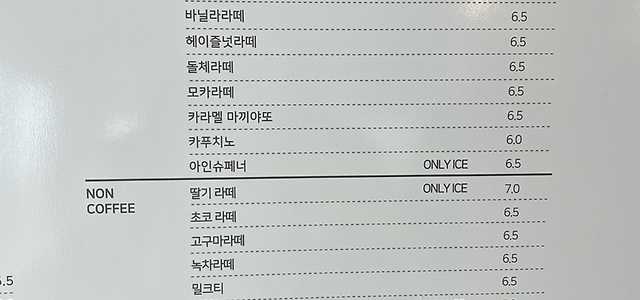 바닐라라떼 6.5
헤이즐넛라떼 6.5
돌체라떼 6.5
모카라떼 6.5
카라멜 마끼야또 6.5
카푸치노 6.0
아인슈페너 ONLY ICE 6.5
NON COFFEE
딸기 라떼 ONLY ICE 7.0
초코 라떼 6.5
고구마라떼 6.5
녹차라떼 6.5
밀크티 6.5